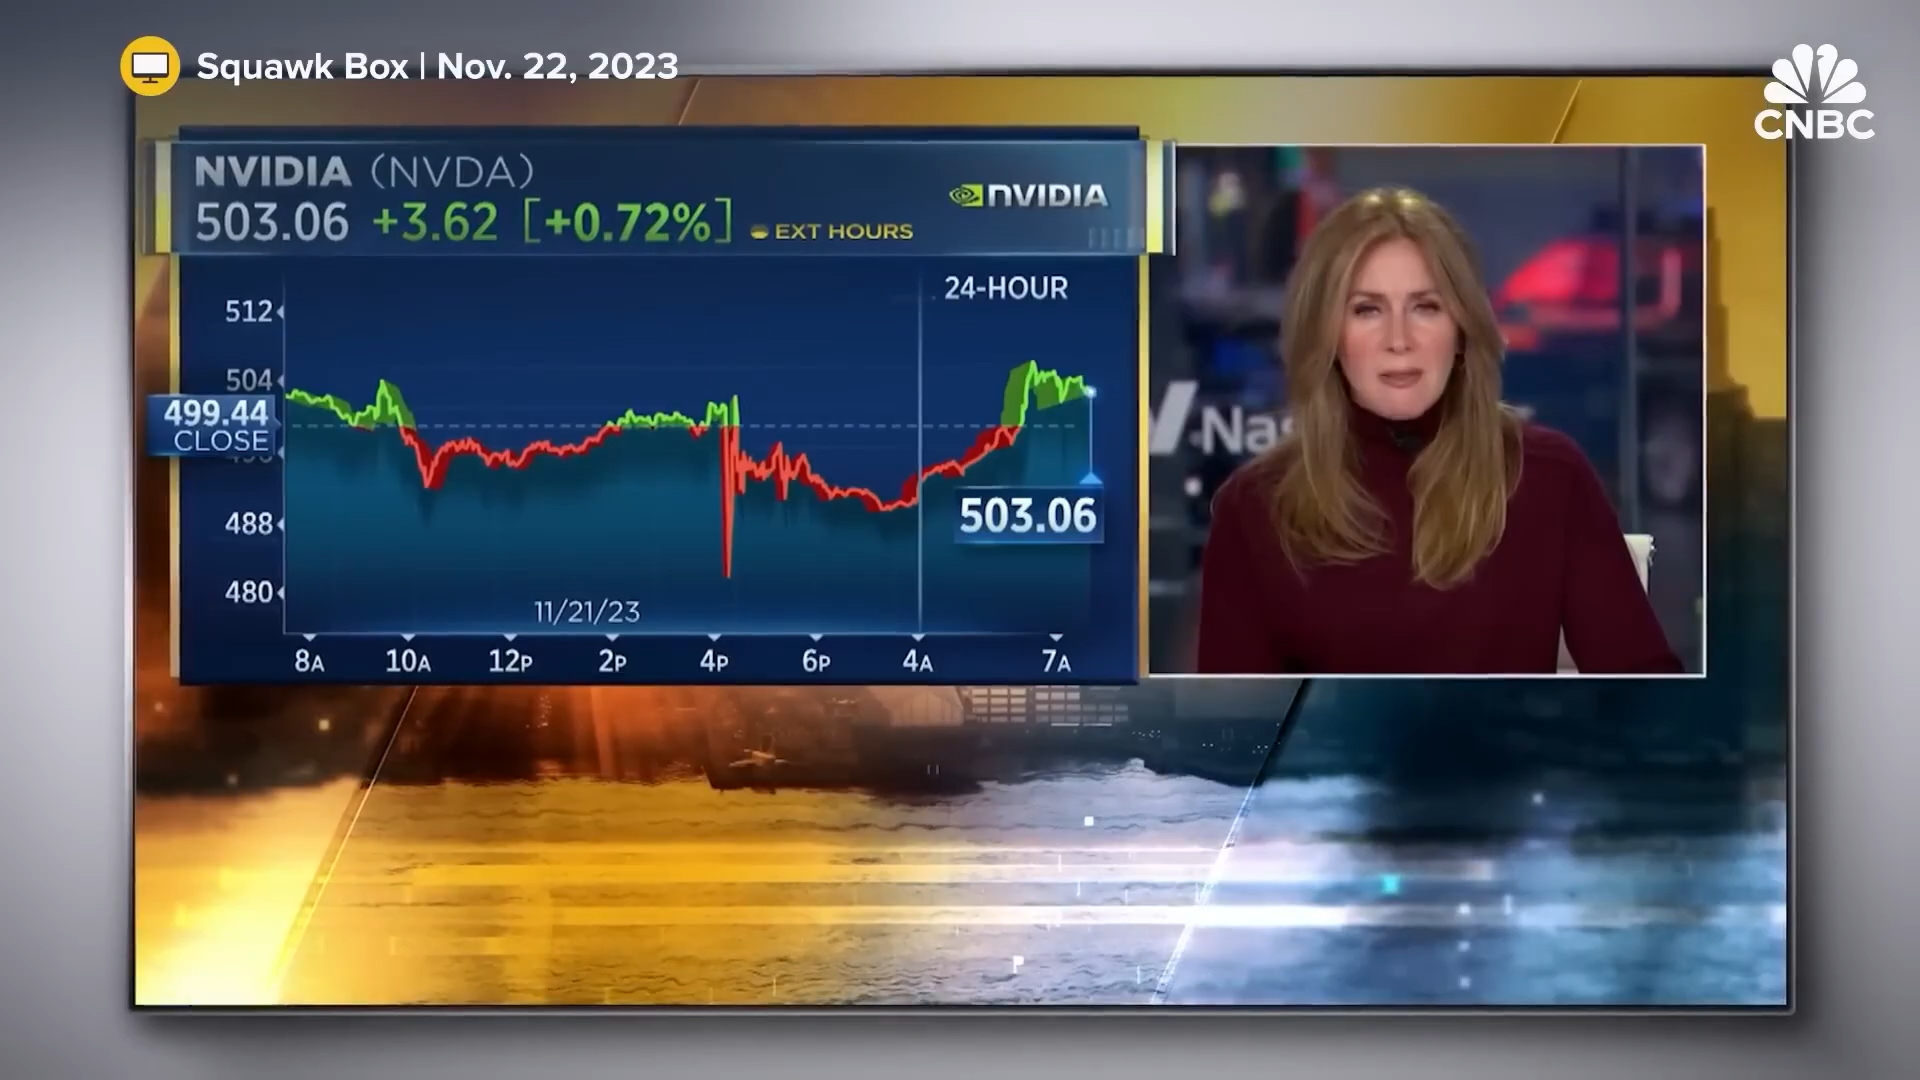 Squawk Box | Nov. 22, 2023
CNBC
NVIDIA (NVDA)
503.06 +3.62 [+0.72%] EXT HOURS
NVIDIA
24-HOUR
512
504
499.44
CLOSE
488
480
503.06
11/21/23
8A 10A 12P 2P 4P 6P 4A 7A
Nas